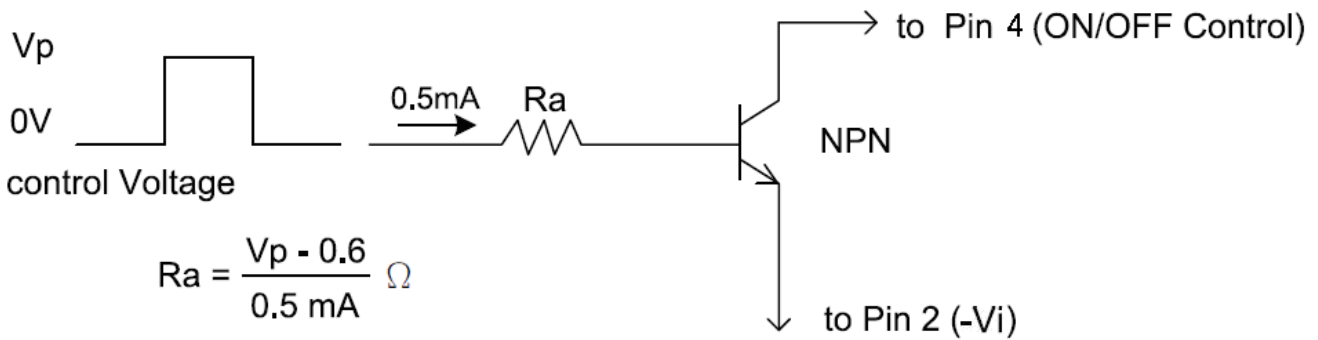 Vp
0V
control Voltage
0.5mA
Ra
to Pin 4 (ON/OFF Control)
NPN
to Pin 2 (-Vi)
Ra = Vp - 0.6
0.5 mA
Ω